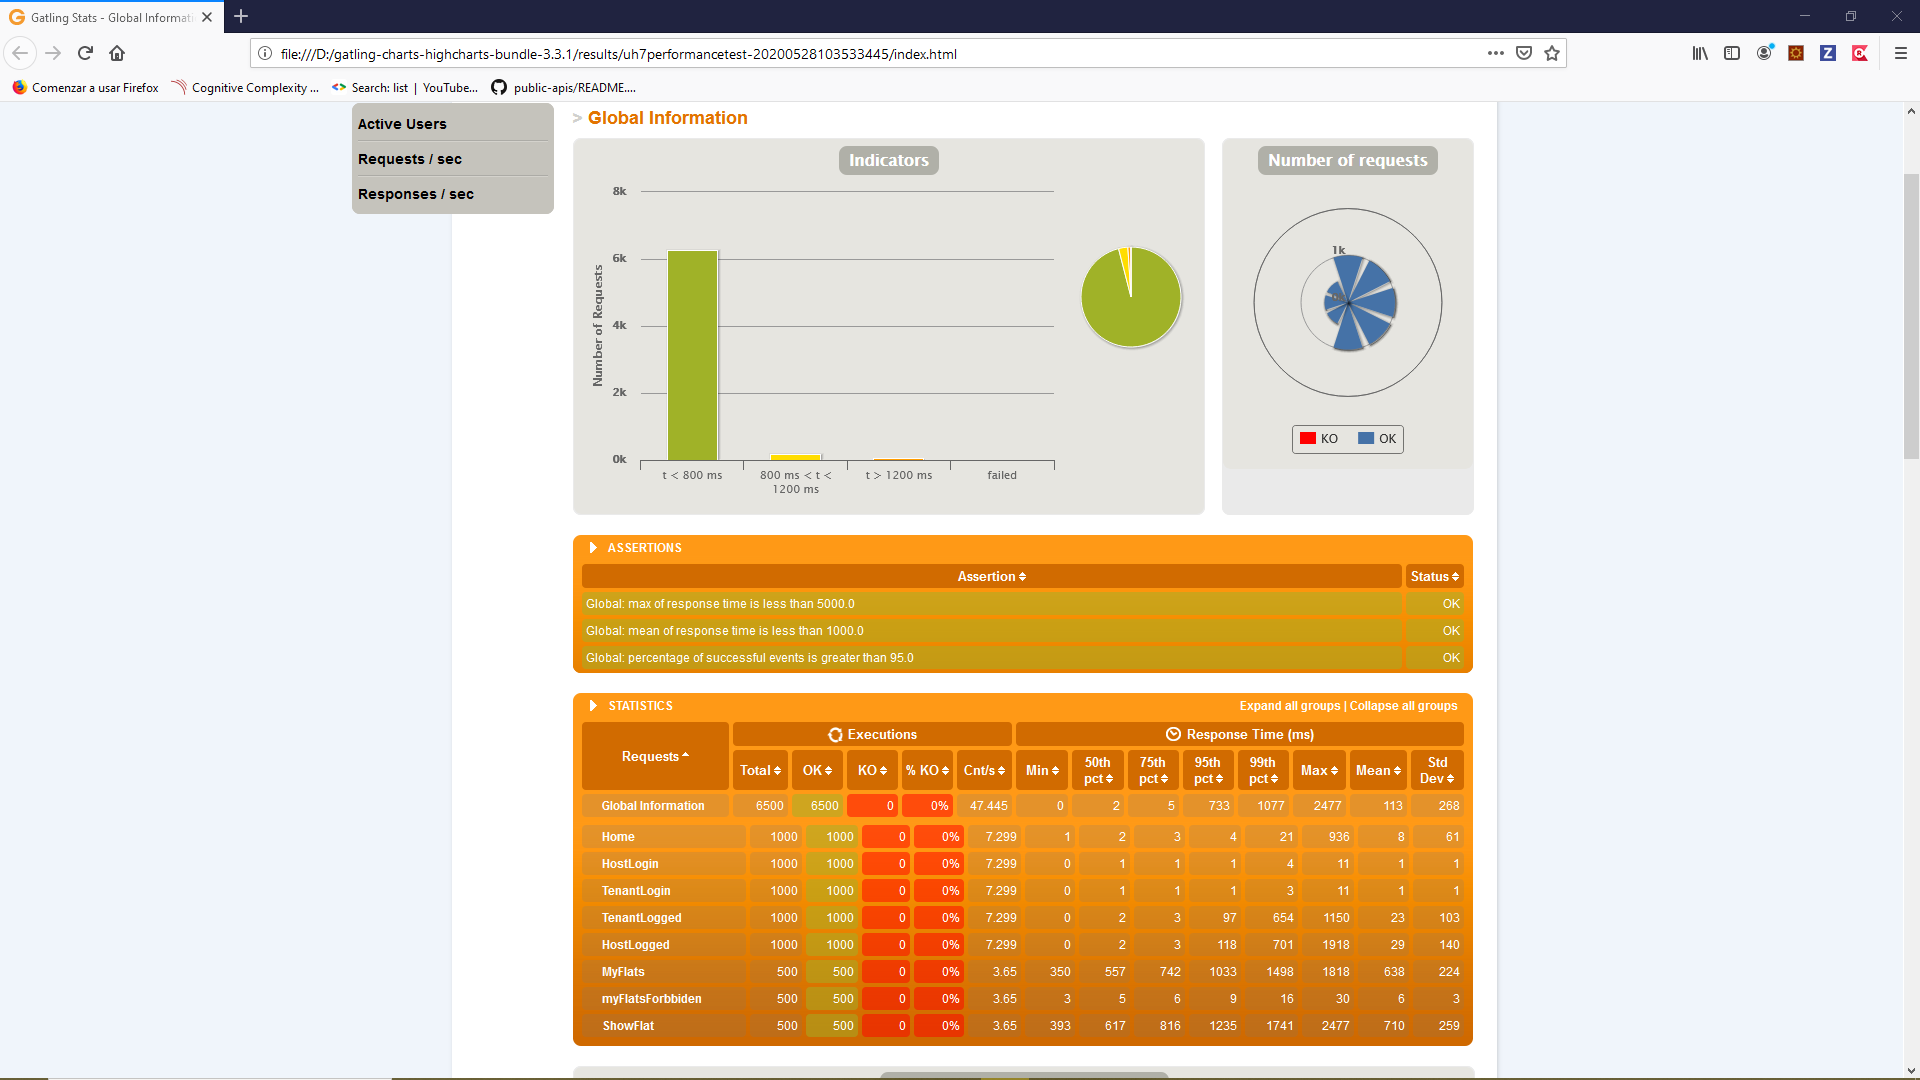 Gatling Stats - Global Informati
file:///D:/gatling-charts-highcharts-bundle-3.3.1/results/uh7performancetest-20200528103533445/index.html
Comenzar a usar Firefox
Cognitive Complexity ...
Search: list | YouTube...
public-apis/README....
Active Users
Requests / sec
Responses / sec
> Global Information
Indicators
Number of Requests
8k
6k
4k
2k
0k
t < 800 ms
800 ms < t < 1200 ms
t > 1200 ms
failed
Number of requests
1k
KO OK
ASSERTIONS
Assertion Status
Global: max of response time is less than 5000.0 OK
Global: mean of response time is less than 1000.0 OK
Global: percentage of successful events is greater than 95.0 OK
STATISTICS Expand all groups | Collapse all groups
Requests Executions Response Time (ms)
Total OK KO % KO Cnt/s Min 50th pct 75th pct 95th pct 99th pct Max Mean Std Dev
Global Information 6500 6500 0 0% 47.445 0 2 5 733 1077 2477 113 268
Home 1000 1000 0 0% 7.299 1 2 3 4 21 936 8 61
HostLogin 1000 1000 0 0% 7.299 0 1 1 1 4 11 1 1
TenantLogin 1000 1000 0 0% 7.299 0 1 1 1 3 11 1 1
TenantLogged 1000 1000 0 0% 7.299 0 2 3 97 654 1150 23 103
HostLogged 1000 1000 0 0% 7.299 0 2 3 118 701 1918 29 140
MyFlats 500 500 0 0% 3.65 350 557 742 1033 1498 1818 638 224
myFlatsForbbiden 500 500 0 0% 3.65 3 5 6 9 16 30 6 3
ShowFlat 500 500 0 0% 3.65 393 617 816 1235 1741 2477 710 259